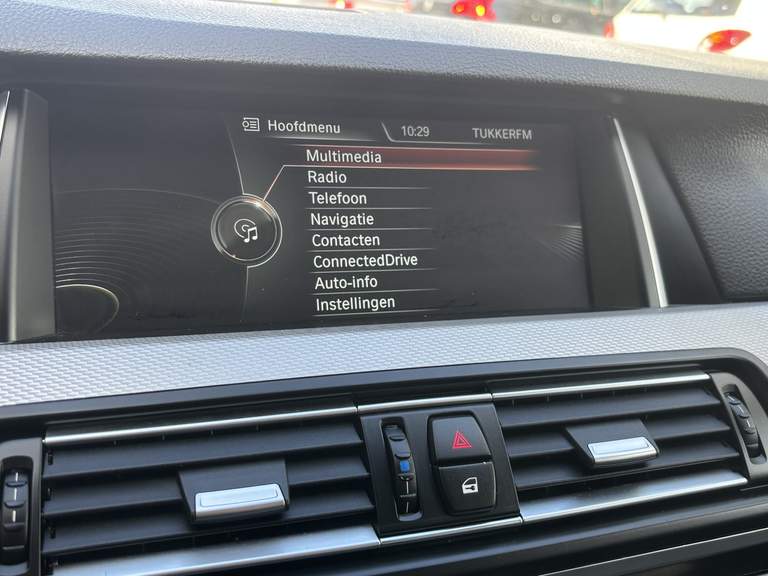 Hoofdmenu 10:29 TUKKERFM
Multimedia
Radio
Telefoon
Navigatie
Contacten
ConnectedDrive
Auto-info
Instellingen